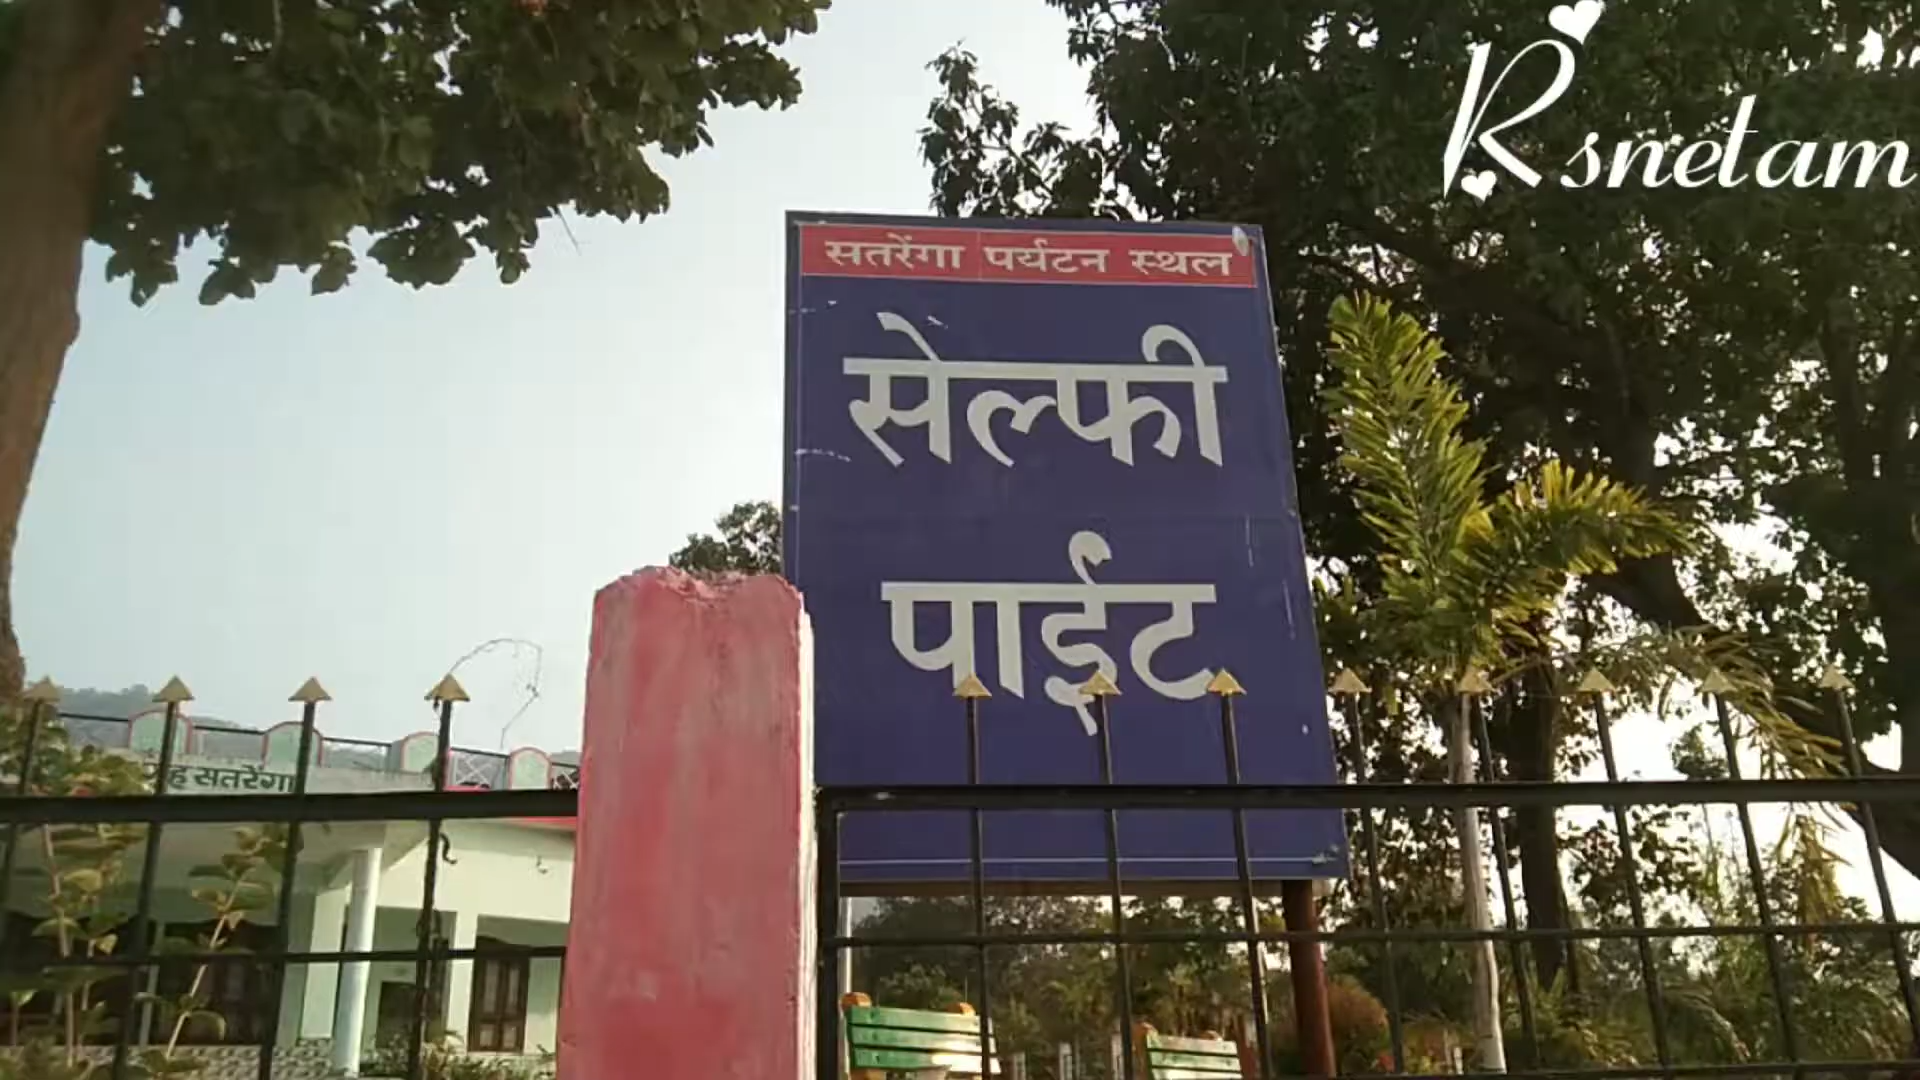 Rsnetam
सतरेंगा पर्यटन स्थल
सेल्फी
पाईंट
ह सतरेंगा